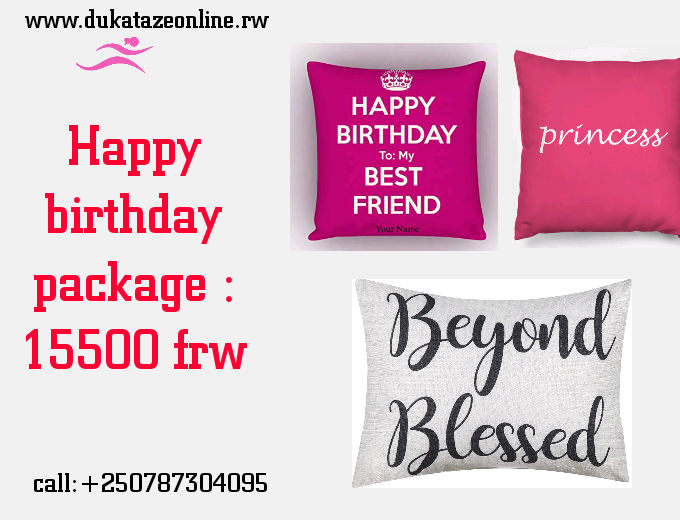 www.dukatazeonline.rw
Happy
birthday
package :
15500 frw
call:+250787304095
HAPPY
BIRTHDAY
To: My
BEST
FRIEND
Your Name
princess
Beyond
Blessed